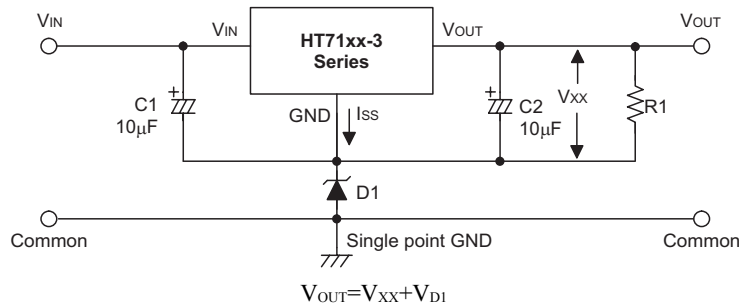 VIN
VIN
HT71xx-3
Series
VOUT
VOUT
C1
10μF
GND
ISS
C2
10μF
VXX
R1
D1
Common
Single point GND
Common
VOUT=VXX+VD1